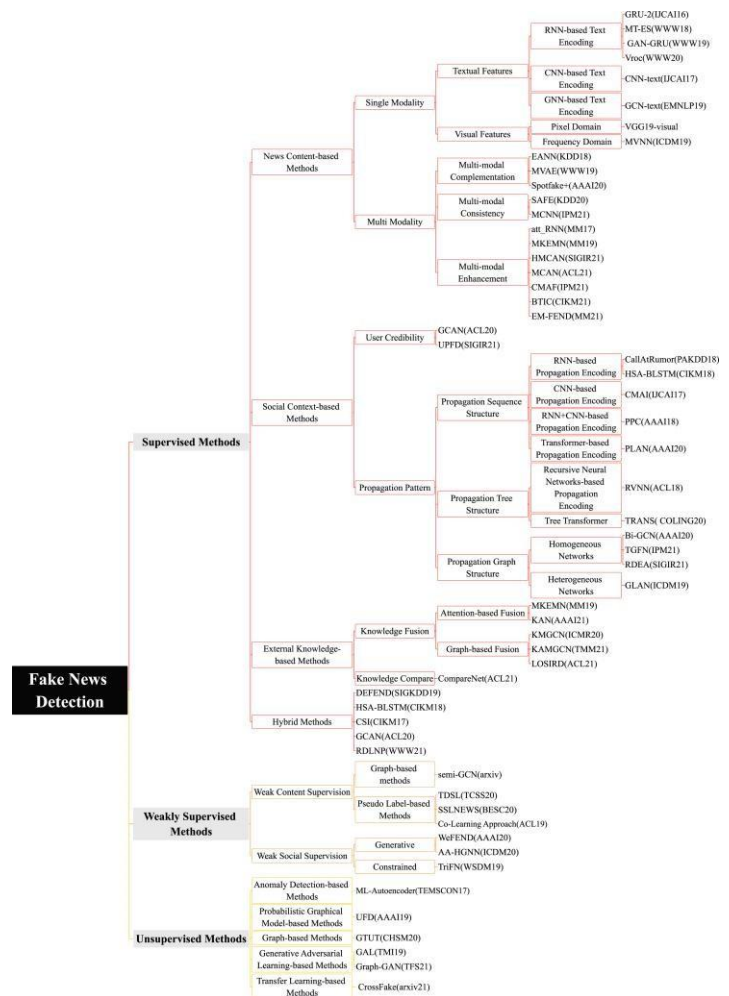 Fake News
Detection
Supervised Methods
News Content-based
Methods
Single Modality
Textual Features
RNN-based Text
Encoding
GRU-2(IJCAI16)
MT-ES(WWW18)
GAN-GRU(WWW19)
Vroc(WWW20)
CNN-based Text
Encoding
CNN-text(IJCAI17)
GNN-based Text
Encoding
GCN-text(EMNLP19)
Visual Features
Pixel Domain
VGG19-visual
Frequency Domain
MVNN(ICDM19)
Multi Modality
Multi-modal
Complementation
EANN(KDD18)
MVAE(WWW19)
Spotfake+(AAAI20)
Multi-modal
Consistency
SAFE(KDD20)
MCNN(IPM21)
Multi-modal
Enhancement
att_RNN(MM17)
MKEMN(MM19)
HMCAN(SIGIR21)
MCAN(ACL21)
CMAF(IPM21)
BTIC(CIKM21)
EM-FEND(MM21)
Social Context-based
Methods
User Credibility
GCAN(ACL20)
UPFD(SIGIR21)
Propagation Pattern
Propagation Sequence
Structure
RNN-based
Propagation Encoding
CallAtRumor(PAKDD18)
HSA-BLSTM(CIKM18)
CNN-based
Propagation Encoding
CMAI(IJCAI17)
RNN+CNN-based
Propagation Encoding
PPC(AAAI18)
Transformer-based
Propagation Encoding
PLAN(AAAI20)
Propagation Tree
Structure
Recursive Neural
Networks-based
Propagation
Encoding
RVNN(ACL18)
Tree Transformer
TRANS( COLING20)
Propagation Graph
Structure
Homogeneous
Networks
Bi-GCN(AAAI20)
TGFN(IPM21)
RDEA(SIGIR21)
Heterogeneous
Networks
GLAN(ICDM19)
External Knowledge-
based Methods
Knowledge Fusion
Attention-based Fusion
MKEMN(MM19)
KAN(AAAI21)
Graph-based Fusion
KMGCN(ICMR20)
KAMGCN(TMM21)
LOSIRD(ACL21)
Knowledge Compare
CompareNet(ACL21)
Hybrid Methods
DEFEND(SIGKDD19)
HSA-BLSTM(CIKM18)
CSI(CIKM17)
GCAN(ACL20)
RDLNP(WWW21)
Weakly Supervised
Methods
Weak Content Supervision
Graph-based
methods
semi-GCN(arxiv)
Pseudo Label-based
Methods
TDSL(TCSS20)
SSLNEWS(BESC20)
Co-Learning Approach(ACL19)
Weak Social Supervision
Generative
WeFEND(AAAI20)
AA-HGNN(ICDM20)
Constrained
TriFN(WSDM19)
Unsupervised Methods
Anomaly Detection-based
Methods
ML-Autoencoder(TEMSCON17)
Probabilistic Graphical
Model-based Methods
UFD(AAAI19)
Graph-based Methods
GTUT(CHSM20)
Generative Adversarial
Learning-based Methods
GAL(TMI19)
Graph-GAN(TFS21)
Transfer Learning-based
Methods
CrossFake(arxiv21)